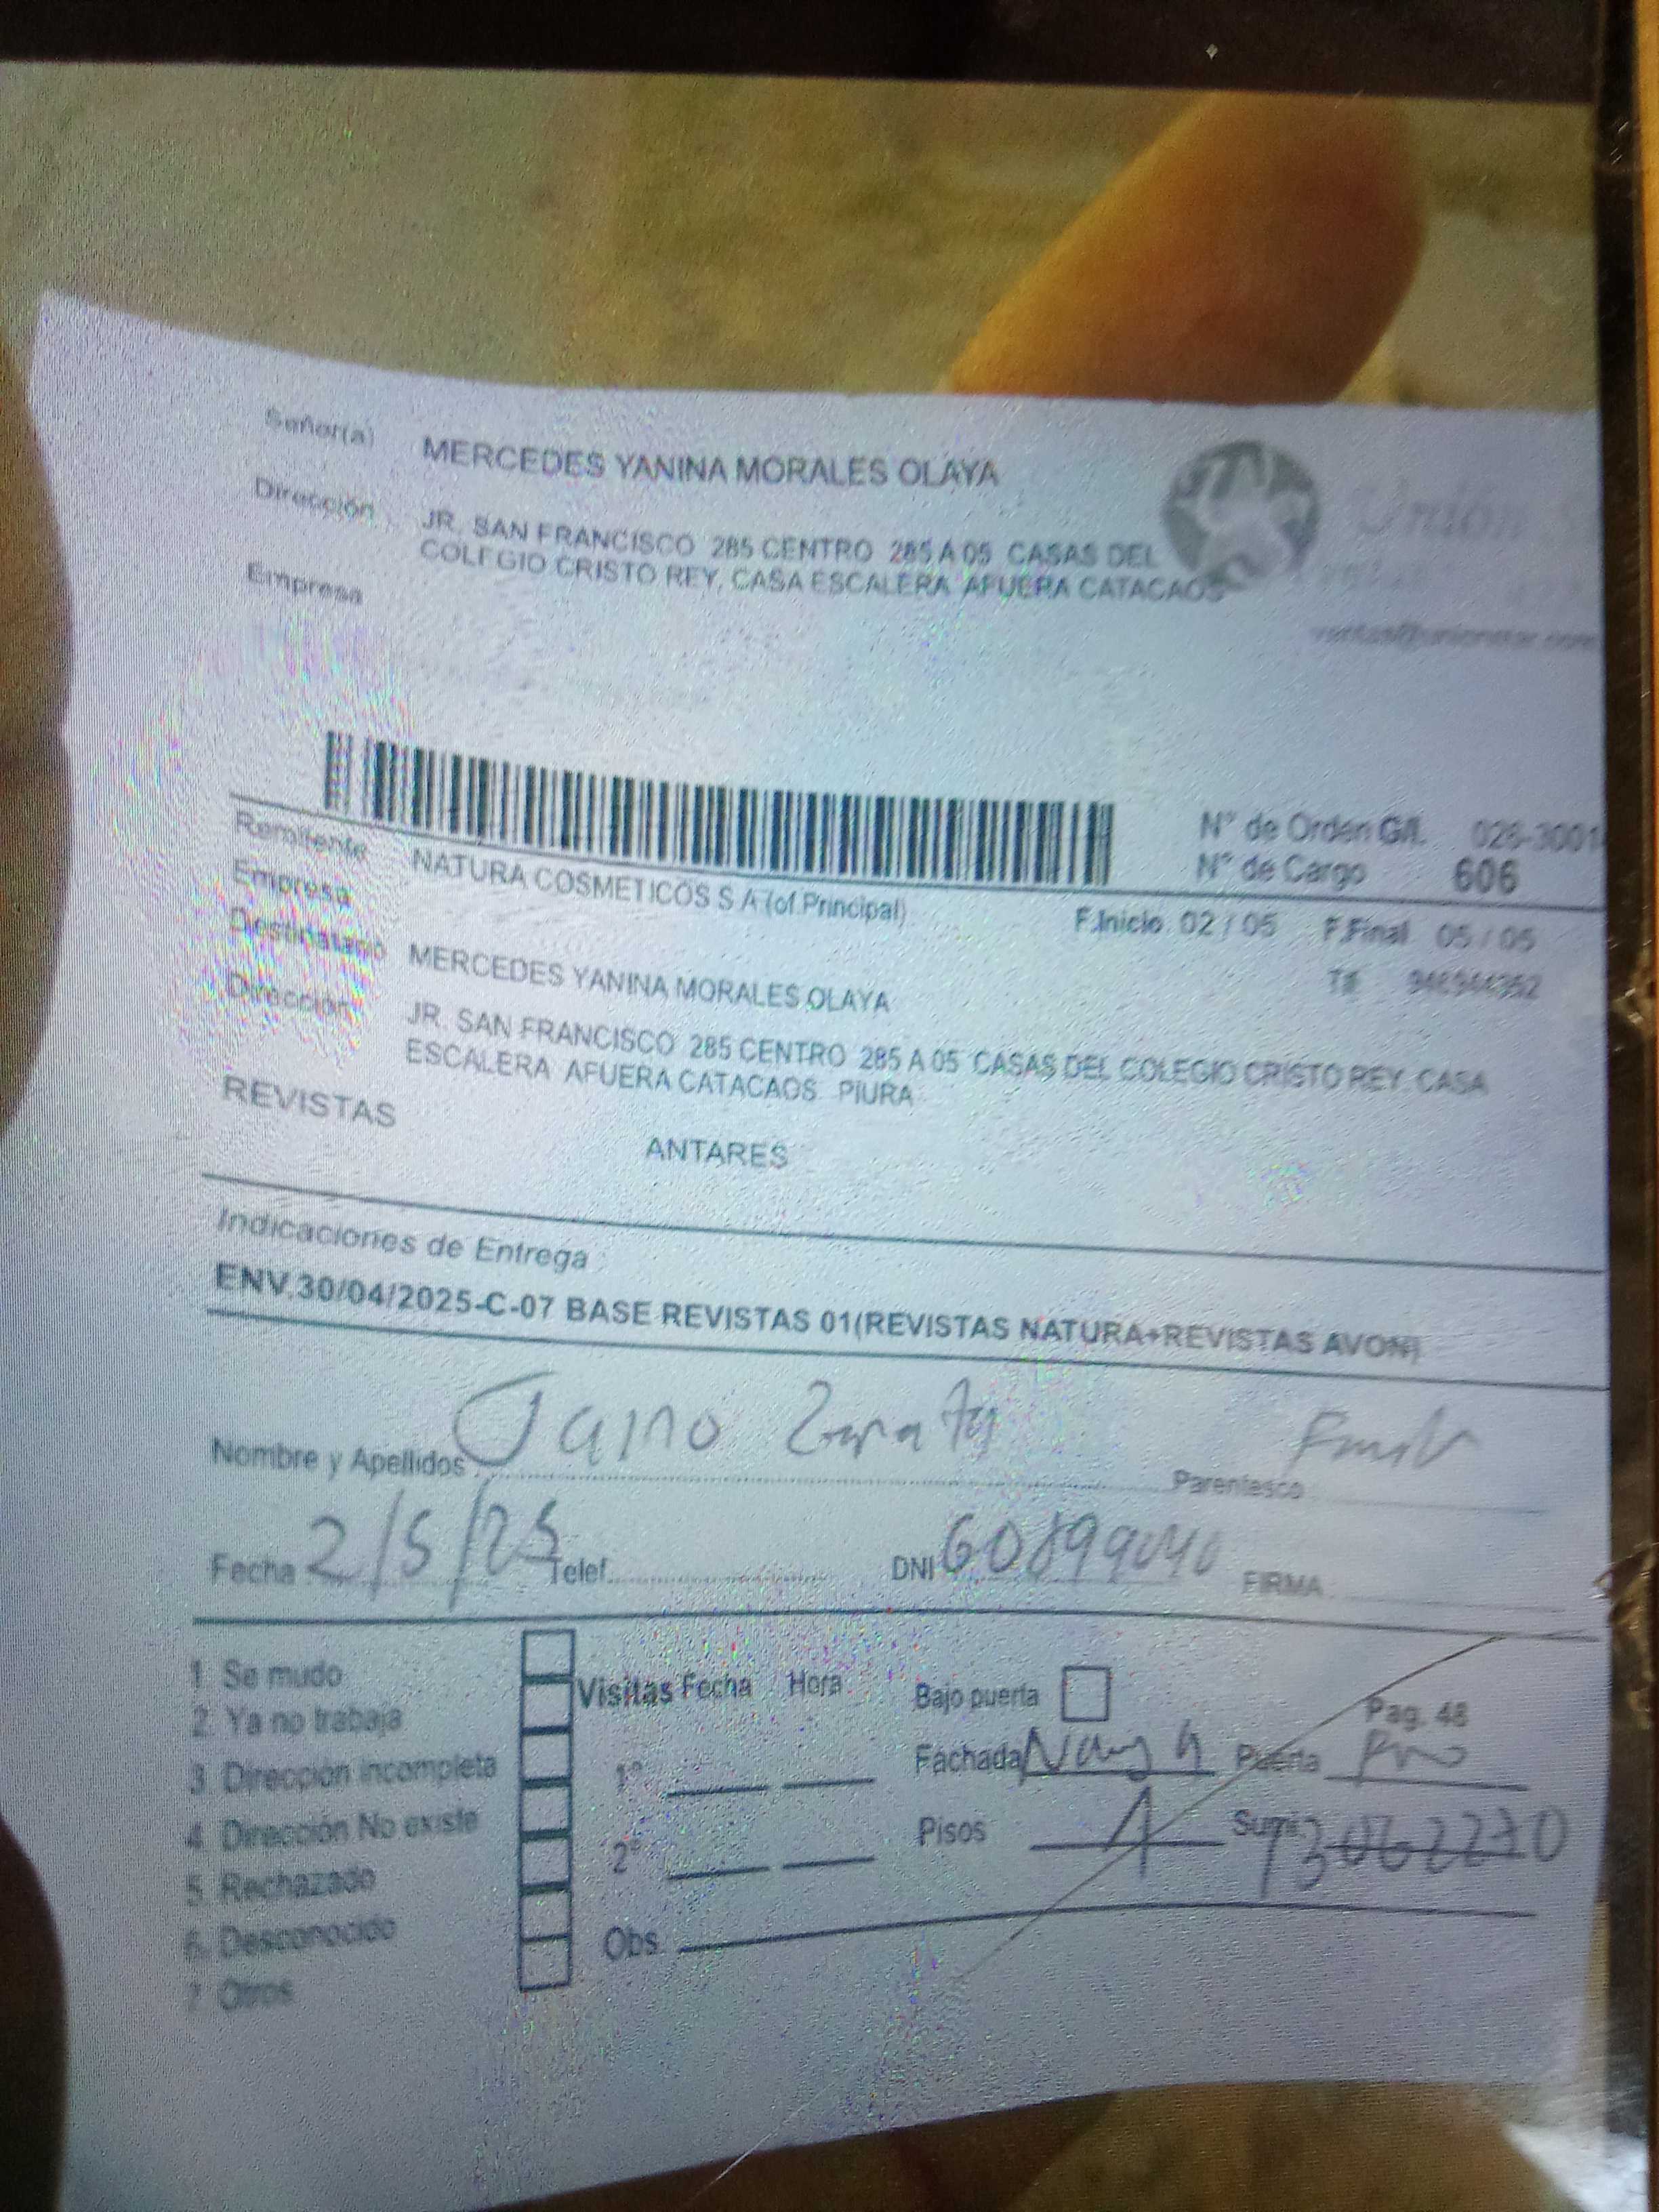 Señor(a) MERCEDES YANINA MORALES OLAYA
Dirección JR. SAN FRANCISCO 285 CENTRO 285 A 05 CASAS DEL
COLEGIO CRISTO REY, CASA ESCALERA AFUERA CATACAOS
Empresa
Unión
N° de Orden G/L 026-3001
N° de Cargo 606
Remitente NATURA COSMETICOS S A (of.Principal)
Empresa
F.Inicio 02 / 05 F.Final 05 / 05
Destinatario MERCEDES YANINA MORALES OLAYA
Dirección JR. SAN FRANCISCO 285 CENTRO 285 A 05 CASAS DEL COLEGIO CRISTO REY, CASA
ESCALERA AFUERA CATACAOS PIURA
REVISTAS
ANTARES
Indicaciones de Entrega :
ENV.30/04/2025-C-07 BASE REVISTAS 01(REVISTAS NATURA+REVISTAS AVON)
Nombre y Apellidos Parentesco
Fecha 2/5/25 Telef. DNI FIRMA
1 Se mudo
2. Ya no trabaja
3. Dirección incompleta
4 Dirección No existe
5 Rechazado
6. Desconocido
7 Otros
Visitas Fecha Hora
1°
2°
Obs
Bajo puerta Pag. 48
Fachada Puerta
Pisos 1